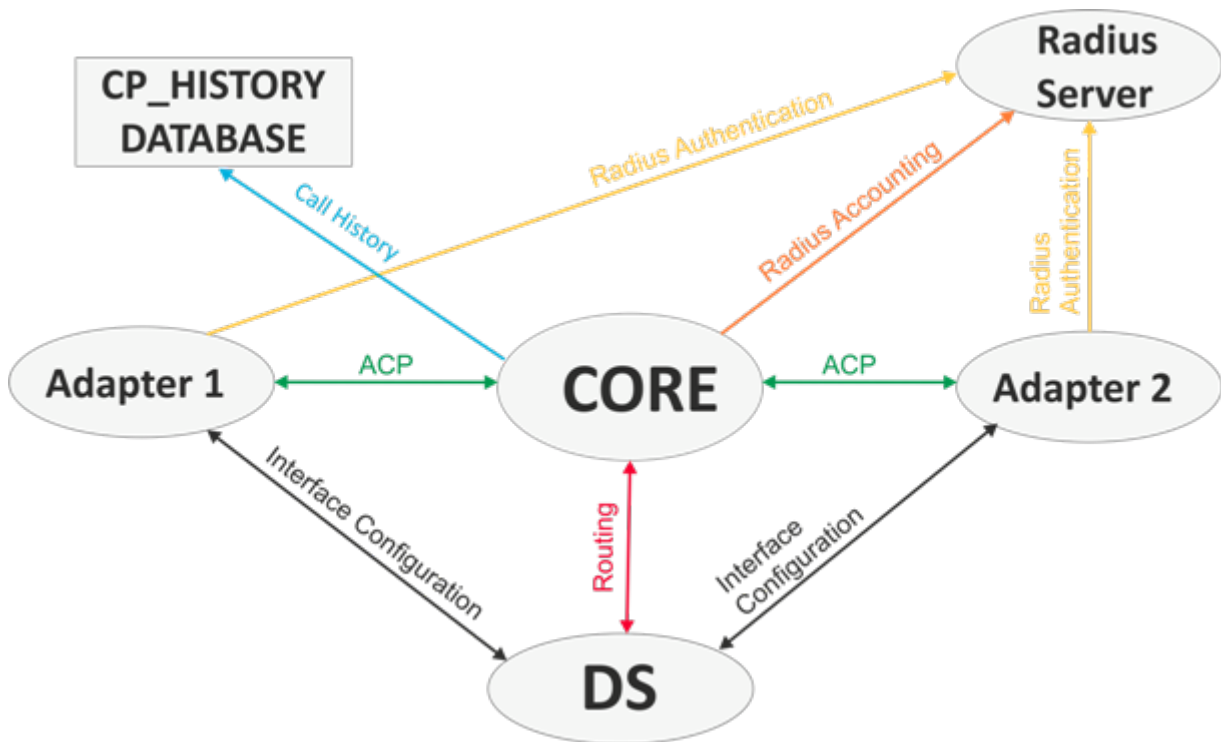 Radius
Server
CP_HISTORY
DATABASE
Radius Authentication
Call History
Radius Accounting
Radius
Authentication
Adapter 1
ACP
CORE
ACP
Adapter 2
Interface Configuration
Routing
Interface
Configuration
DS